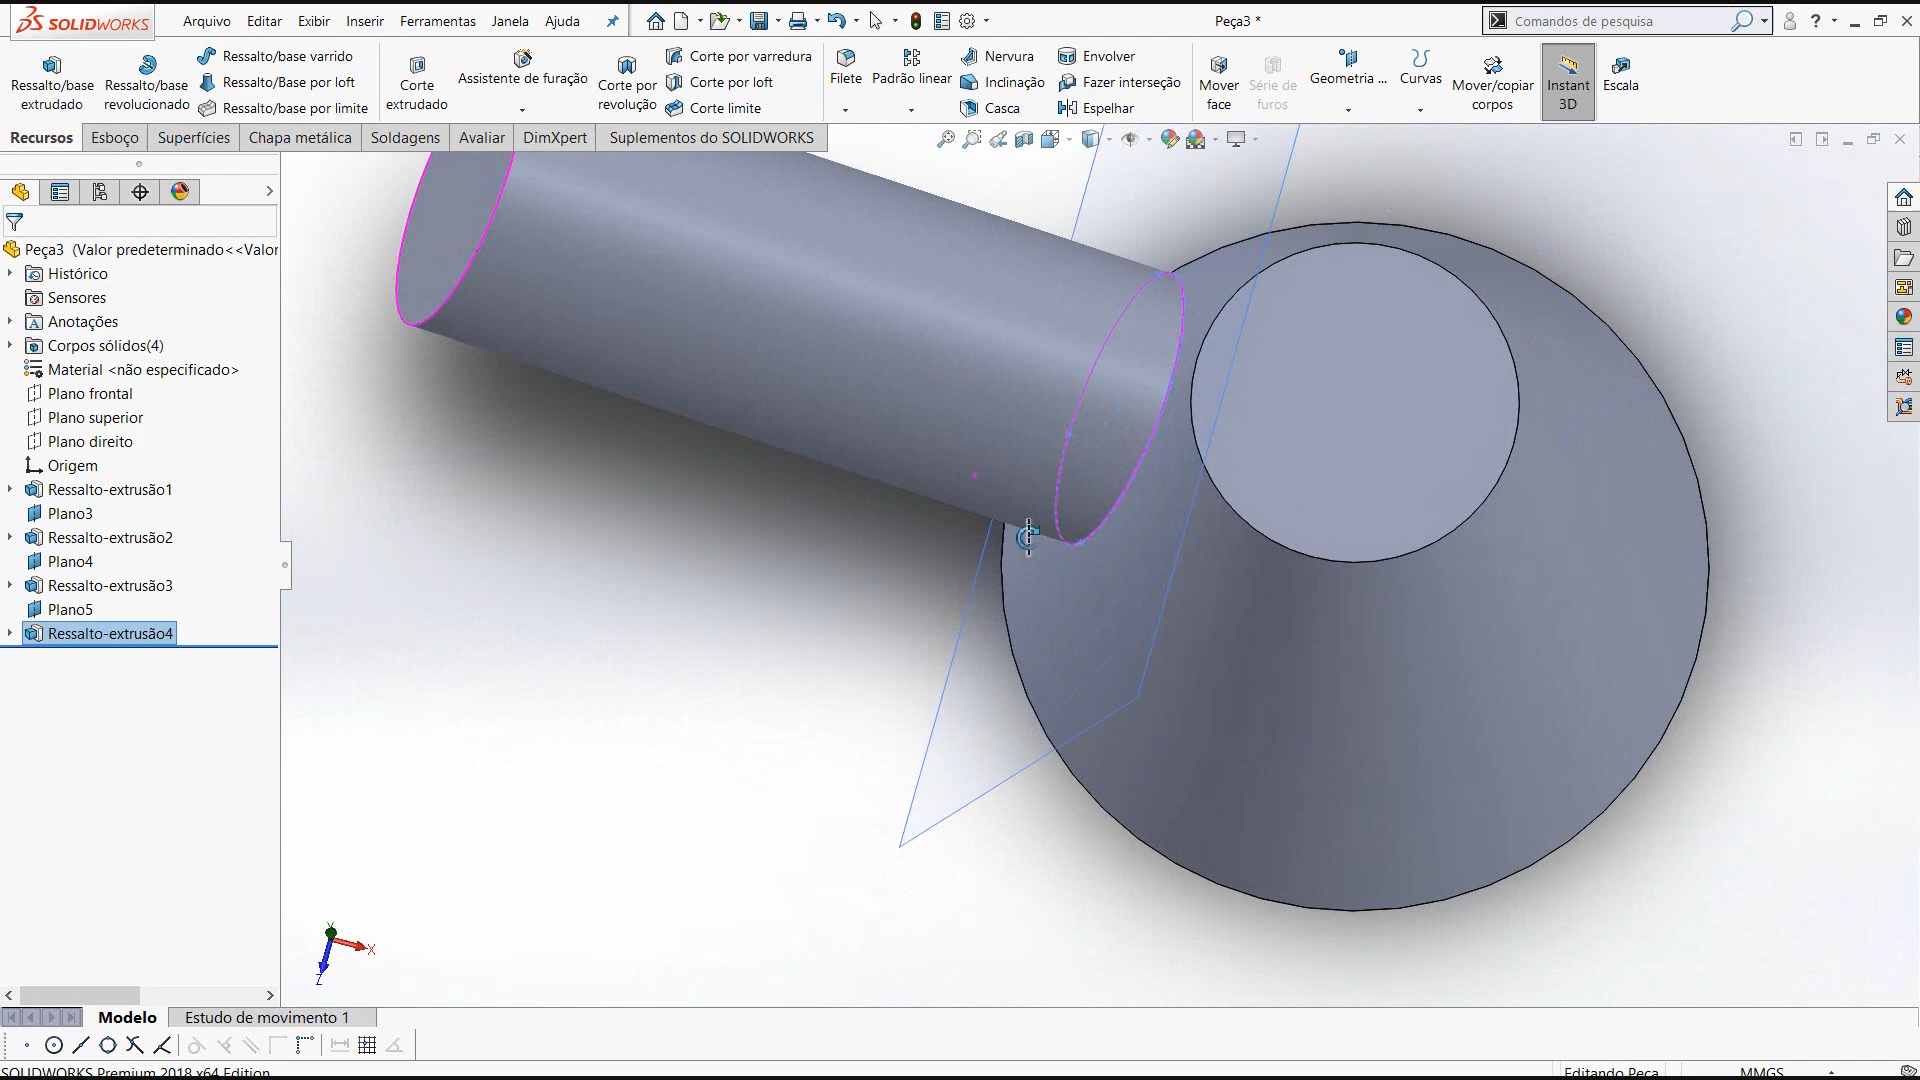 SOLIDWORKS
Arquivo Editar Exibir Inserir Ferramentas Janela Ajuda
Peça3 *
Comandos de pesquisa
?
Ressalto/base extrudado
Ressalto/base revolucionado
Ressalto/base varrido
Ressalto/Base por loft
Ressalto/base por limite
Corte extrudado
Assistente de furação
Corte por revolução
Corte por varredura
Corte por loft
Corte limite
Filete
Padrão linear
Nervura
Inclinação
Casca
Envolver
Fazer interseção
Espelhar
Mover face
Série de furos
Geometria ...
Curvas
Mover/copiar corpos
Instant 3D
Escala
Recursos Esboço Superfícies Chapa metálica Soldagens Avaliar DimXpert Suplementos do SOLIDWORKS
Peça3 (Valor predeterminado<<Valor
Histórico
Sensores
A Anotações
Corpos sólidos(4)
Material <não especificado>
Plano frontal
Plano superior
Plano direito
Origem
Ressalto-extrusão1
Plano3
Ressalto-extrusão2
Plano4
Ressalto-extrusão3
Plano5
Ressalto-extrusão4
Y
X
Z
Modelo Estudo de movimento 1
SOLIDWORKS Premium 2018 x64 Edition
Editando Peça
MMGS